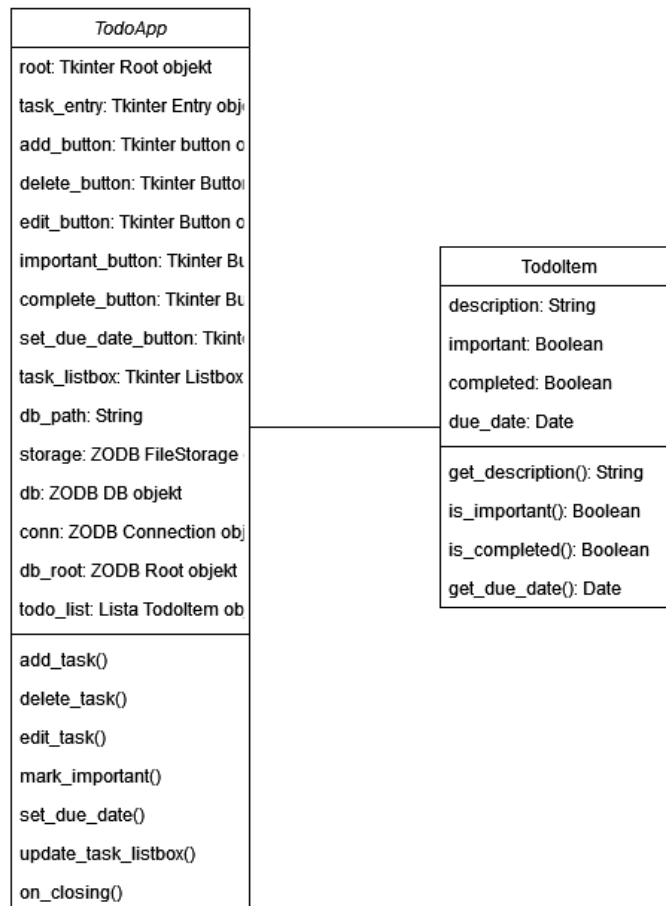 TodoApp
root: Tkinter Root objekt
task_entry: Tkinter Entry
add_button: Tkinter button
delete_button: Tkinter
edit_button: Tkinter Button
important_button: Tkinter
complete_button: Tkinter
set_due_date_button:
task_listbox: Tkinter Listbox
db_path: String
storage: ZODB FileStorage
db: ZODB DB objekt
conn: ZODB Connection
db_root: ZODB Root objekt
todo_list: Lista TodoItem
add_task()
delete_task()
edit_task()
mark_important()
set_due_date()
update_task_listbox()
on_closing()
TodoItem
description: String
important: Boolean
completed: Boolean
due_date: Date
get_description(): String
is_important(): Boolean
is_completed(): Boolean
get_due_date(): Date